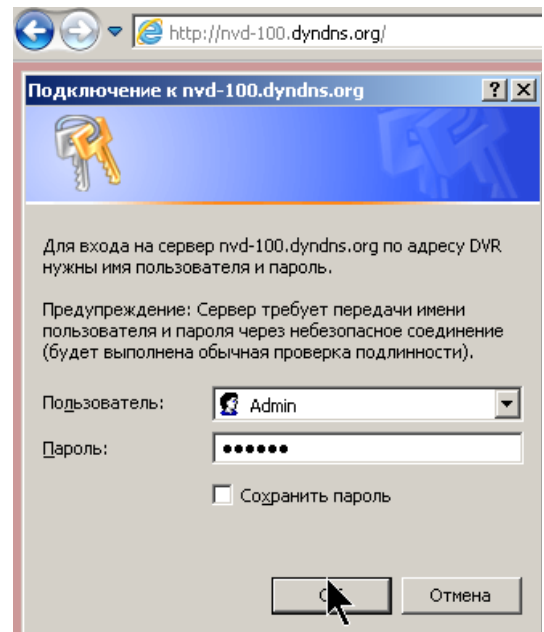 http://nvd-100.dyndns.org/
Подключение к nvd-100.dyndns.org
Для входа на сервер nvd-100.dyndns.org по адресу DVR
нужны имя пользователя и пароль.
Предупреждение: Сервер требует передачи имени
пользователя и пароля через небезопасное соединение
(будет выполнена обычная проверка подлинности).
Пользователь: Admin
Пароль: ••••••
Сохранить пароль
Отмена